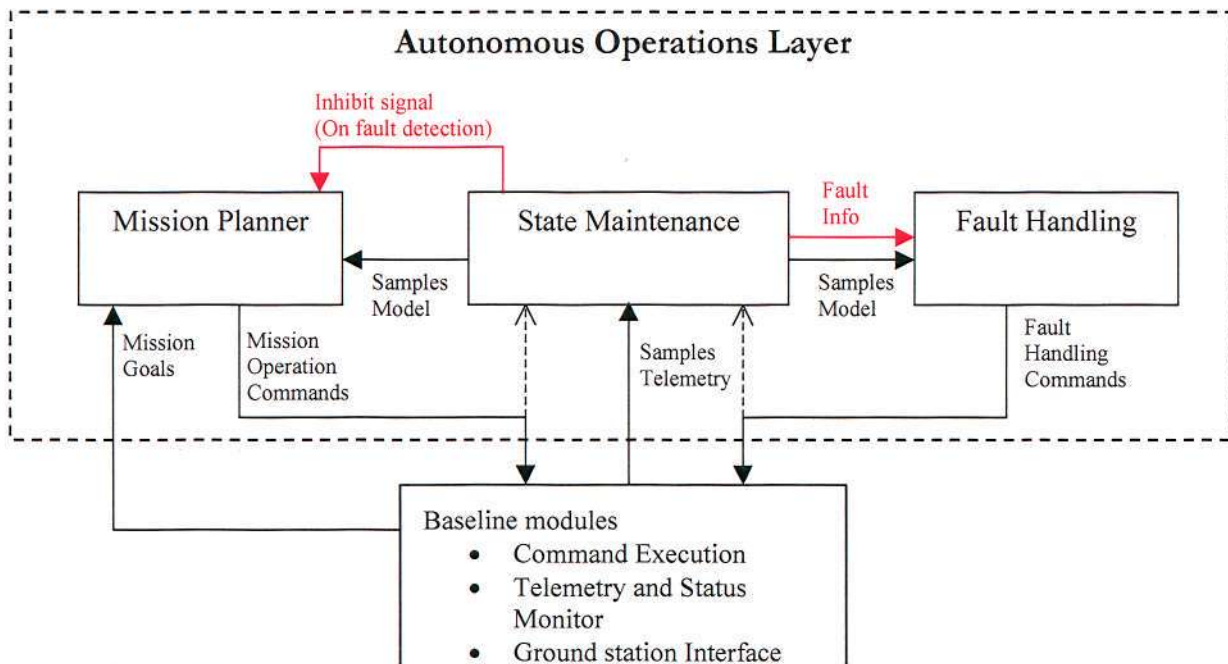 Autonomous Operations Layer
Inhibit signal
(On fault detection)
Mission Planner
State Maintenance
Fault
Info
Fault Handling
Samples
Model
Samples
Model
Mission
Goals
Mission
Operation
Commands
Samples
Telemetry
Fault
Handling
Commands
Baseline modules
• Command Execution
• Telemetry and Status
Monitor
• Ground station Interface